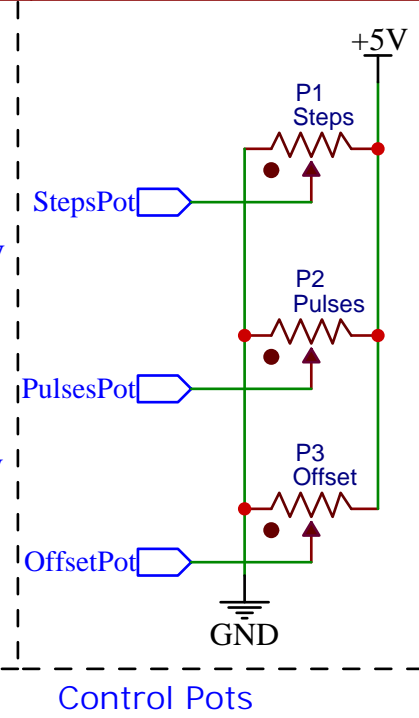 +5V
P1
Steps
StepsPot
P2
Pulses
PulsesPot
P3
Offset
OffsetPot
GND
Control Pots